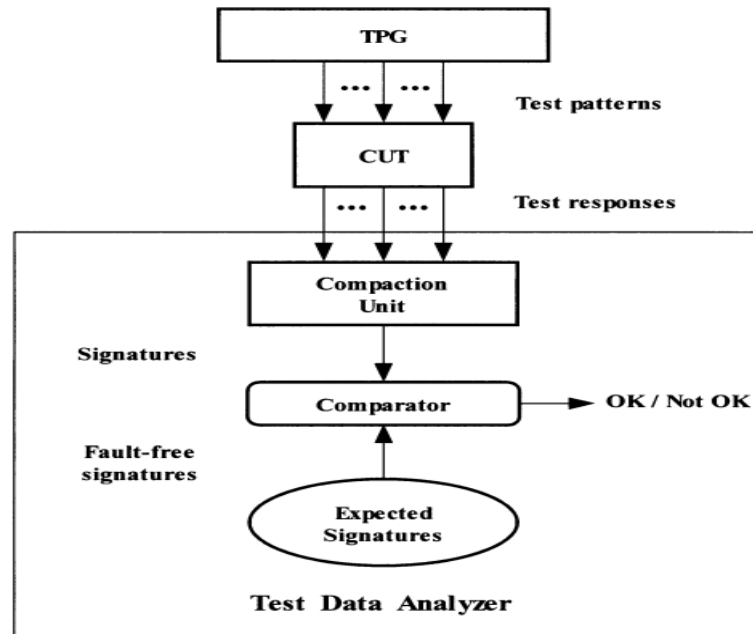 TPG
••• •••
Test patterns
CUT
••• •••
Test responses
Compaction
Unit
Signatures
Comparator
OK / Not OK
Fault-free
signatures
Expected
Signatures
Test Data Analyzer